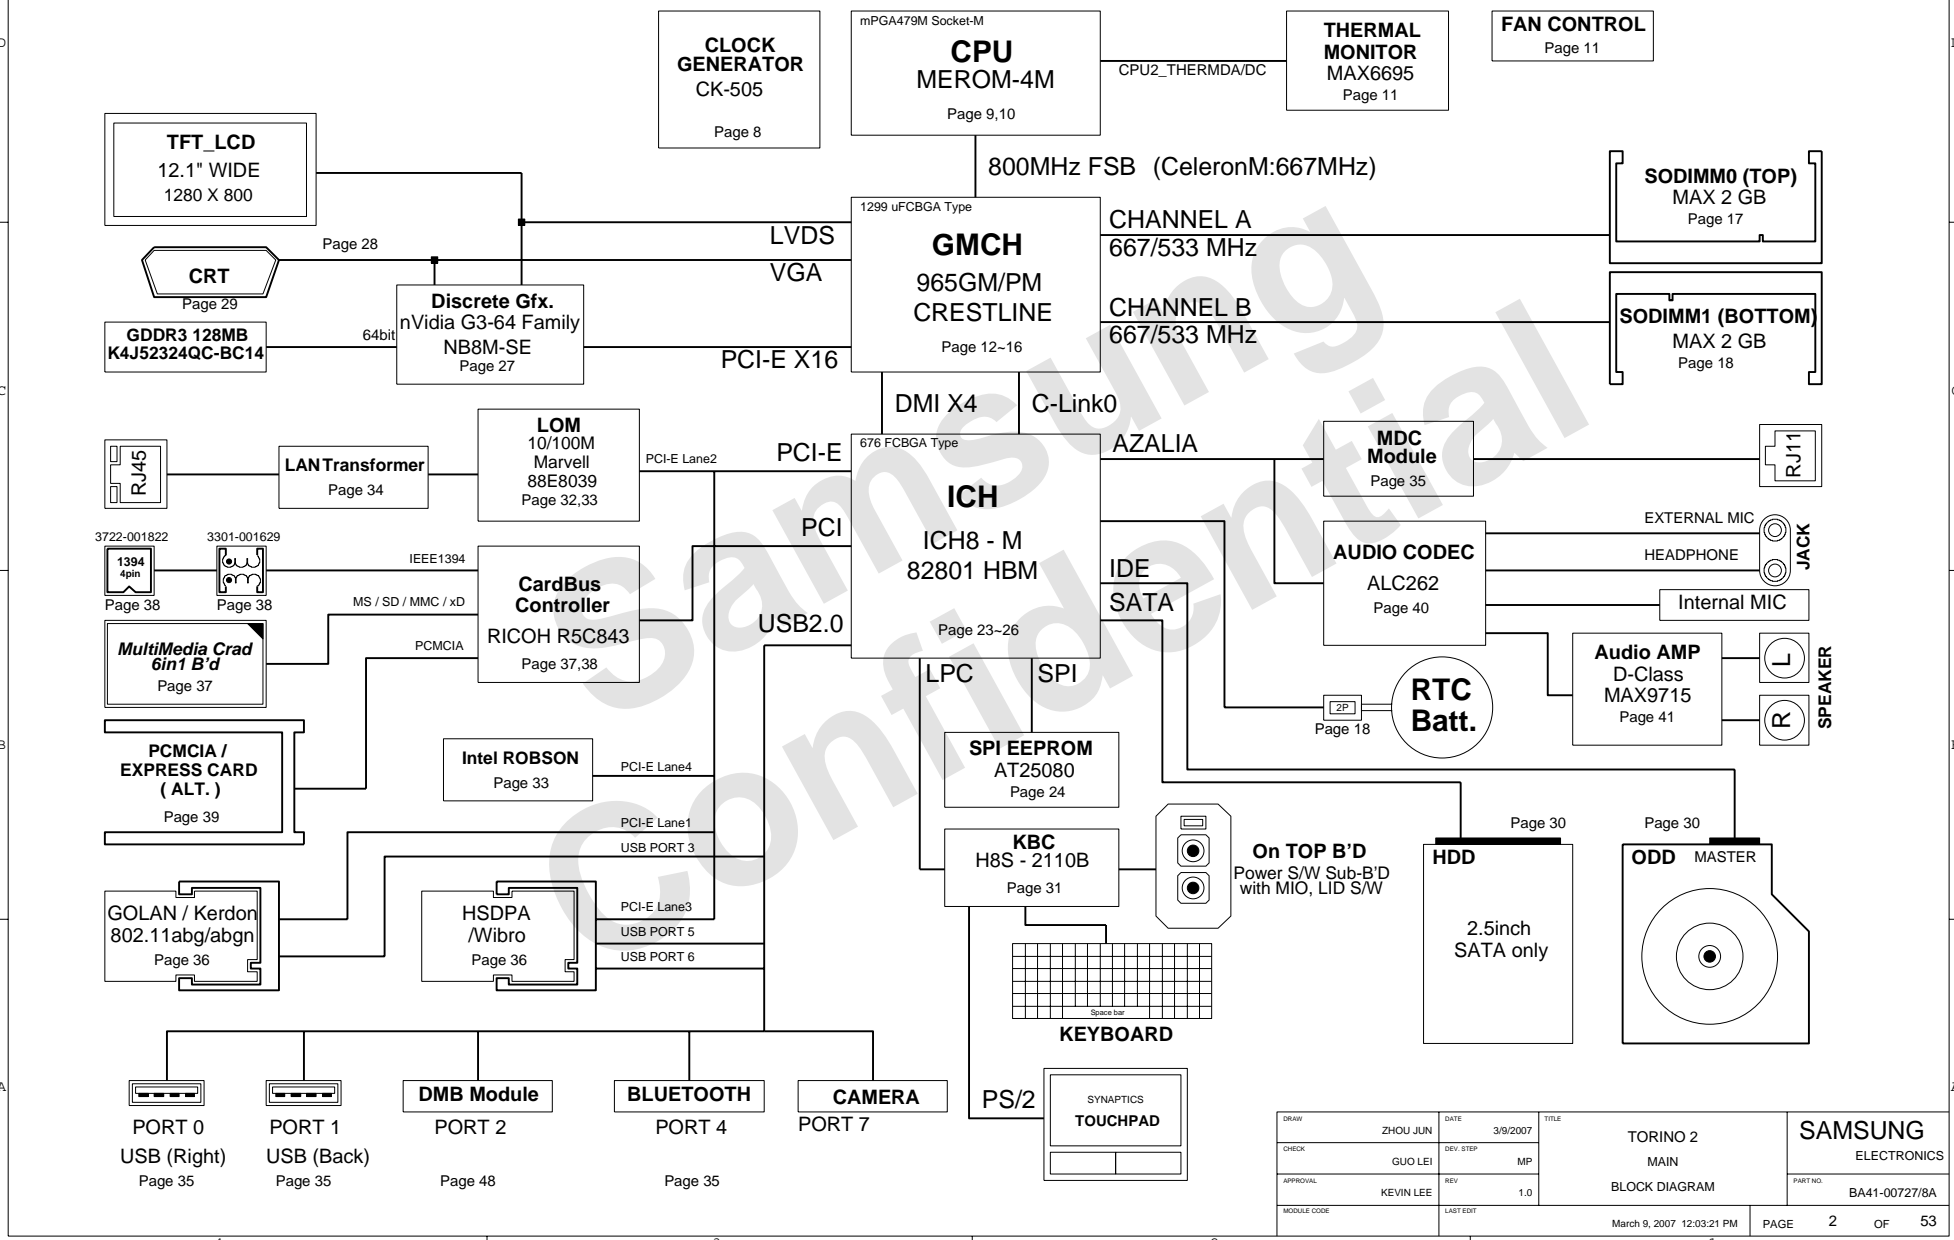 CLOCK
GENERATOR
CK-505
Page 8
mPGA479M Socket-M
CPU
MEROM-4M
Page 9,10
CPU2_THERMDA/DC
THERMAL
MONITOR
MAX6695
Page 11
FAN CONTROL
Page 11
TFT_LCD
12.1" WIDE
1280 X 800
800MHz FSB (CeleronM:667MHz)
SODIMM0 (TOP)
MAX 2 GB
Page 17
Page 28
LVDS
VGA
1299 uFCBGA Type
GMCH
965GM/PM
CRESTLINE
Page 12~16
CHANNEL A
667/533 MHz
CHANNEL B
667/533 MHz
SODIMM1 (BOTTOM)
MAX 2 GB
Page 18
CRT
Page 29
GDDR3 128MB
K4J52324QC-BC14
64bit
Discrete Gfx.
nVidia G3-64 Family
NB8M-SE
Page 27
PCI-E X16
DMI X4
C-Link0
RJ45
LAN Transformer
Page 34
LOM
10/100M
Marvell
88E8039
Page 32,33
PCI-E Lane2
PCI-E
PCI
USB2.0
676 FCBGA Type
ICH
ICH8 - M
82801 HBM
Page 23~26
AZALIA
IDE
SATA
LPC
SPI
MDC
Module
Page 35
RJ11
AUDIO CODEC
ALC262
Page 40
EXTERNAL MIC
HEADPHONE
JACK
Internal MIC
Audio AMP
D-Class
MAX9715
Page 41
L
R
SPEAKER
3722-001822
1394
4pin
Page 38
3301-001629
Page 38
IEEE1394
MS / SD / MMC / xD
PCMCIA
CardBus
Controller
RICOH R5C843
Page 37,38
MultiMedia Crad
6in1 B'd
Page 37
PCMCIA /
EXPRESS CARD
( ALT. )
Page 39
Intel ROBSON
Page 33
PCI-E Lane4
2P
Page 18
RTC
Batt.
SPI EEPROM
AT25080
Page 24
KBC
H8S - 2110B
Page 31
On TOP B'D
Power S/W Sub-B'D
with MIO, LID S/W
PCI-E Lane1
USB PORT 3
GOLAN / Kerdon
802.11abg/abgn
Page 36
HSDPA
/Wibro
Page 36
PCI-E Lane3
USB PORT 5
USB PORT 6
Space bar
KEYBOARD
Page 30
HDD
2.5inch
SATA only
Page 30
ODD MASTER
PORT 0
USB (Right)
Page 35
PORT 1
USB (Back)
Page 35
DMB Module
PORT 2
Page 48
BLUETOOTH
PORT 4
Page 35
CAMERA
PORT 7
PS/2
SYNAPTICS
TOUCHPAD
DRAW
ZHOU JUN
DATE
3/9/2007
TITLE
TORINO 2
MAIN
BLOCK DIAGRAM
SAMSUNG
ELECTRONICS
CHECK
GUO LEI
DEV. STEP
MP
APPROVAL
KEVIN LEE
REV
1.0
PART NO.
BA41-00727/8A
MODULE CODE
LAST EDIT
March 9, 2007 12:03:21 PM
PAGE 2 OF 53
Samsung
Confidential